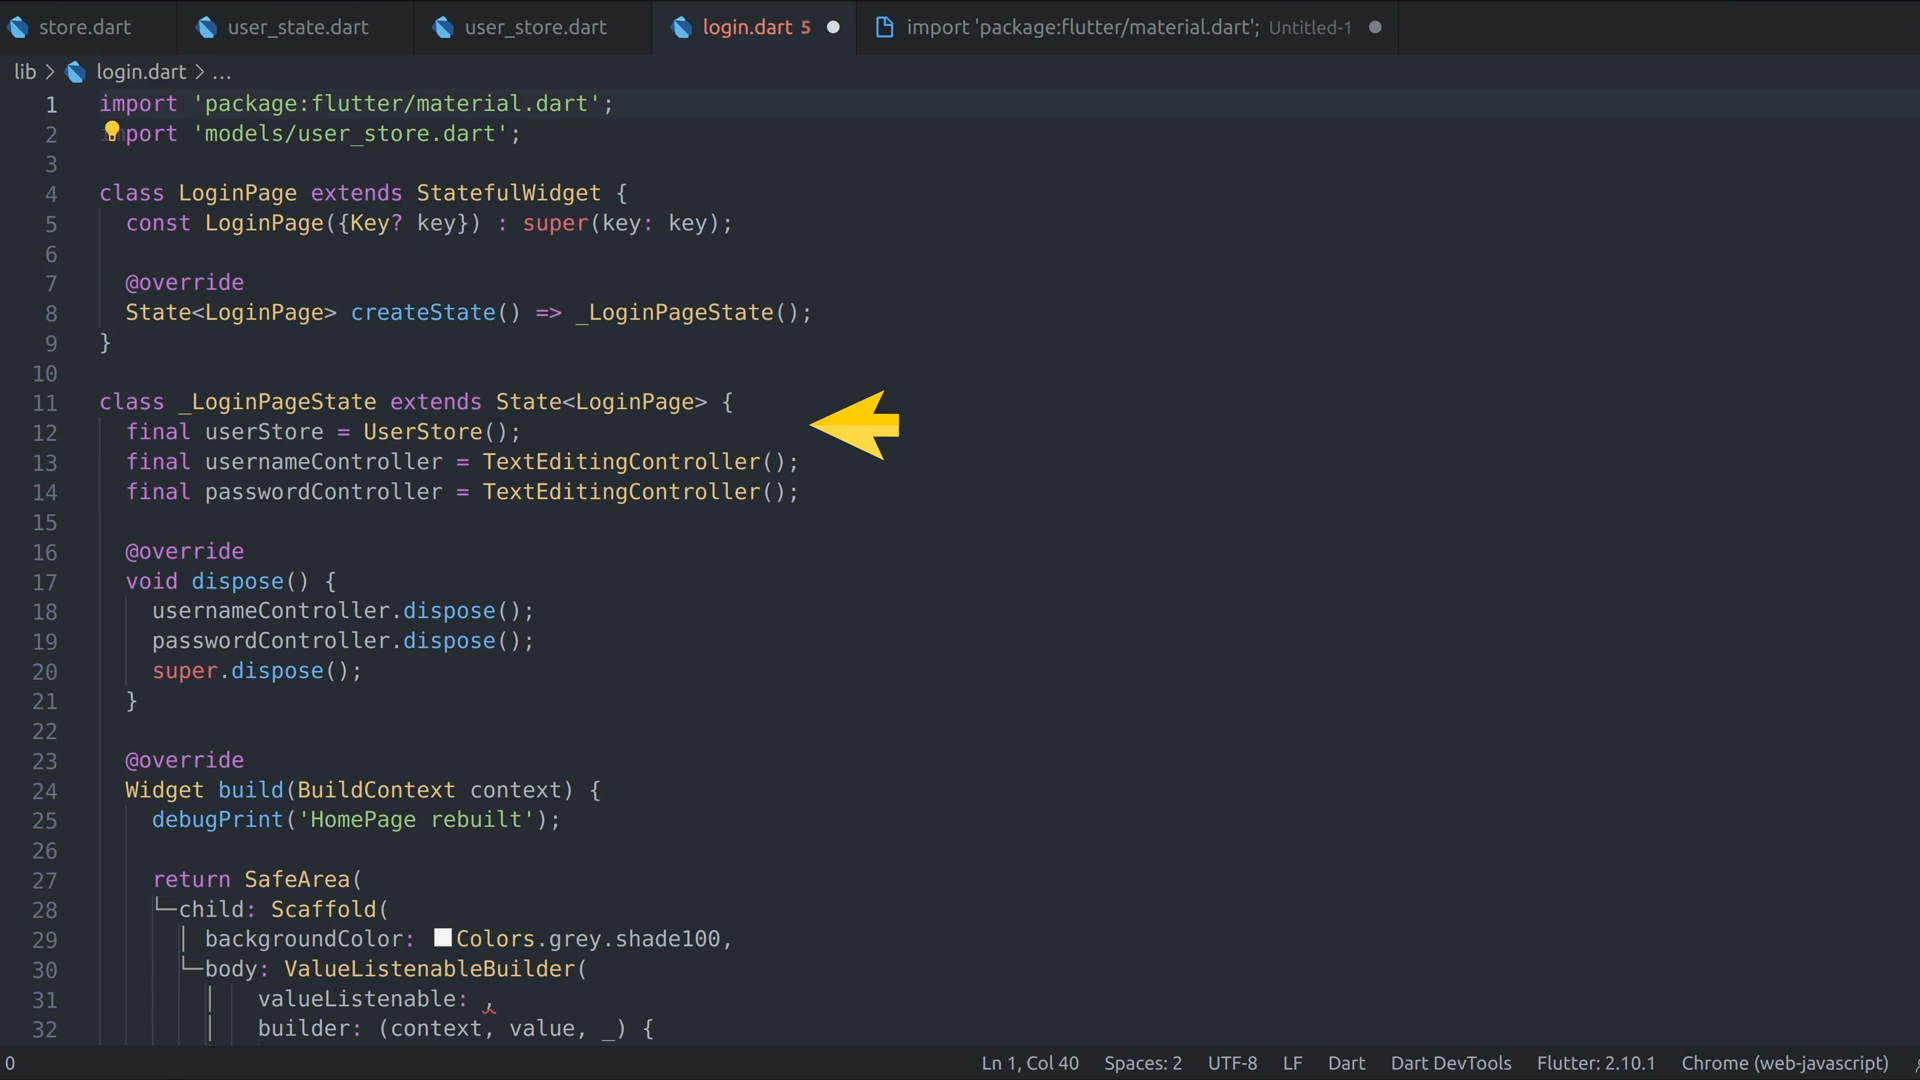 store.dart
user_state.dart
user_store.dart
login.dart 5
import 'package:flutter/material.dart'; Untitled-1
lib > login.dart > ...
1 import 'package:flutter/material.dart';
2 import 'models/user_store.dart';
3
4 class LoginPage extends StatefulWidget {
5 const LoginPage({Key? key}) : super(key: key);
6
7 @override
8 State<LoginPage> createState() => _LoginPageState();
9 }
10
11 class _LoginPageState extends State<LoginPage> {
12 final userStore = UserStore();
13 final usernameController = TextEditingController();
14 final passwordController = TextEditingController();
15
16 @override
17 void dispose() {
18 usernameController.dispose();
19 passwordController.dispose();
20 super.dispose();
21 }
22
23 @override
24 Widget build(BuildContext context) {
25 debugPrint('HomePage rebuilt');
26
27 return SafeArea(
28 child: Scaffold(
29 backgroundColor: Colors.grey.shade100,
30 body: ValueListenableBuilder(
31 valueListenable: ,
32 builder: (context, value, _) {
0
Ln 1, Col 40
Spaces: 2
UTF-8
LF
Dart
Dart DevTools
Flutter: 2.10.1
Chrome (web-javascript)